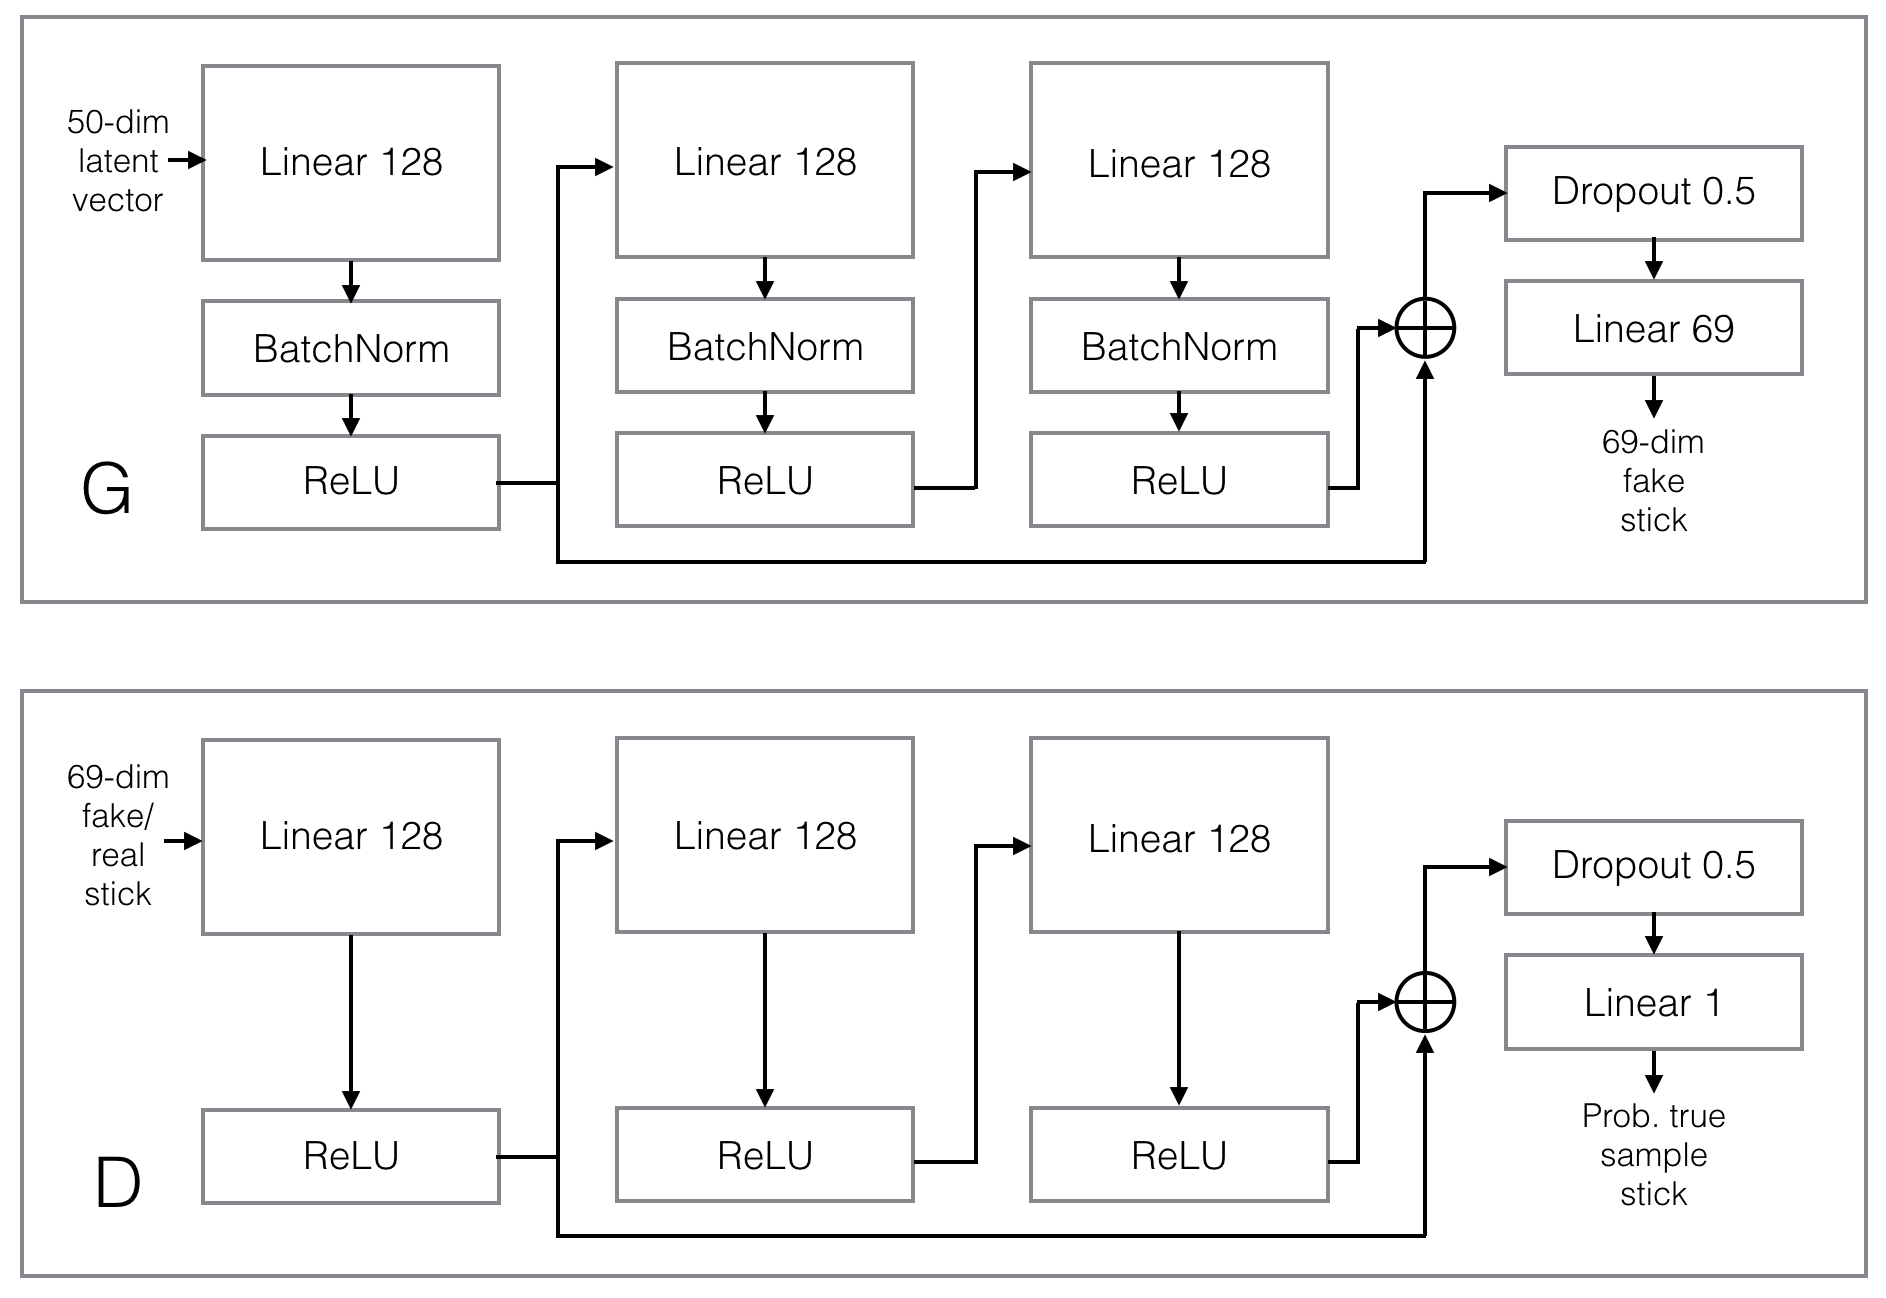 50-dim
latent
vector
Linear 128
BatchNorm
ReLU
Linear 128
BatchNorm
ReLU
Linear 128
BatchNorm
ReLU
Dropout 0.5
Linear 69
69-dim
fake
stick
G
69-dim
fake/
real
stick
Linear 128
ReLU
Linear 128
ReLU
Linear 128
ReLU
Dropout 0.5
Linear 1
Prob. true
sample
stick
D